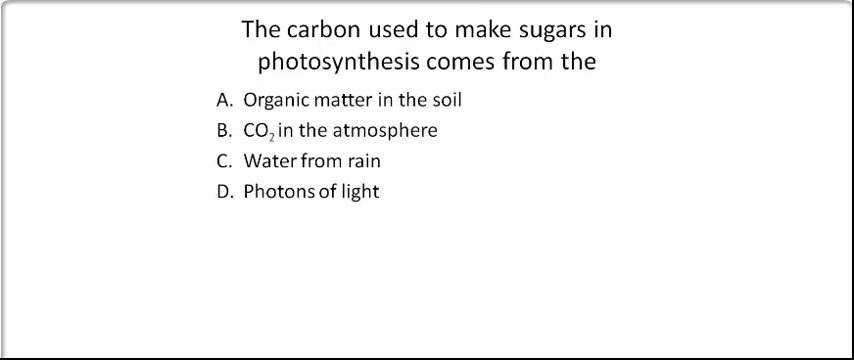 The carbon used to make sugars in
photosynthesis comes from the
A. Organic matter in the soil
B. CO₂ in the atmosphere
C. Water from rain
D. Photons of light